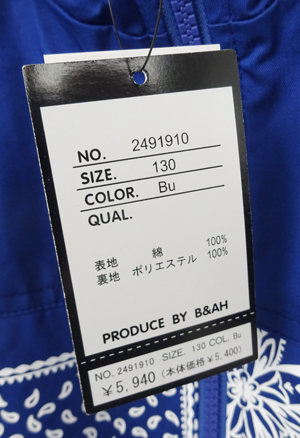 NO. 2491910
SIZE. 130
COLOR. Bu
QUAL.
表地 綿 100%
裏地 ポリエステル 100%
PRODUCE BY B&AH
NO. 2491910 SIZE. 130 COL. Bu
¥5,940 (本体価格¥5,400)